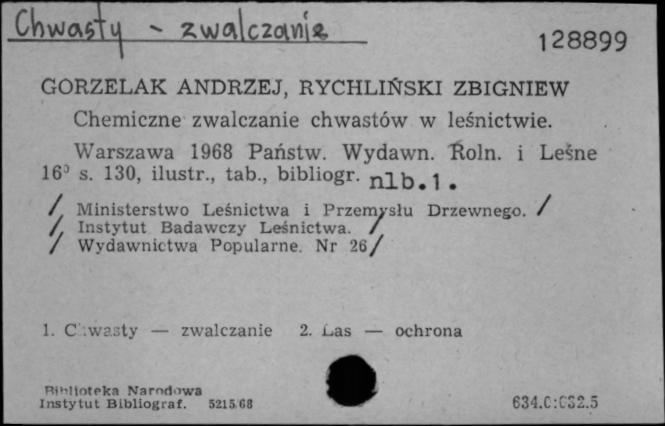 Chwasty - zwalczanie
128899
GORZELAK ANDRZEJ, RYCHLIŃSKI ZBIGNIEW
Chemiczne zwalczanie chwastów w leśnictwie.
Warszawa 1968 Państw. Wydawn. Roln. i Leśne
16° s. 130, ilustr., tab., bibliogr. nlb.1.
/ Ministerstwo Leśnictwa i Przemysłu Drzewnego. /
/ Instytut Badawczy Leśnictwa. /
/ Wydawnictwa Popularne. Nr 26/
1. Chwasty — zwalczanie 2. Las — ochrona
Biblioteka Narodowa
Instytut Bibliograf. 5215/68
634.0:632.5